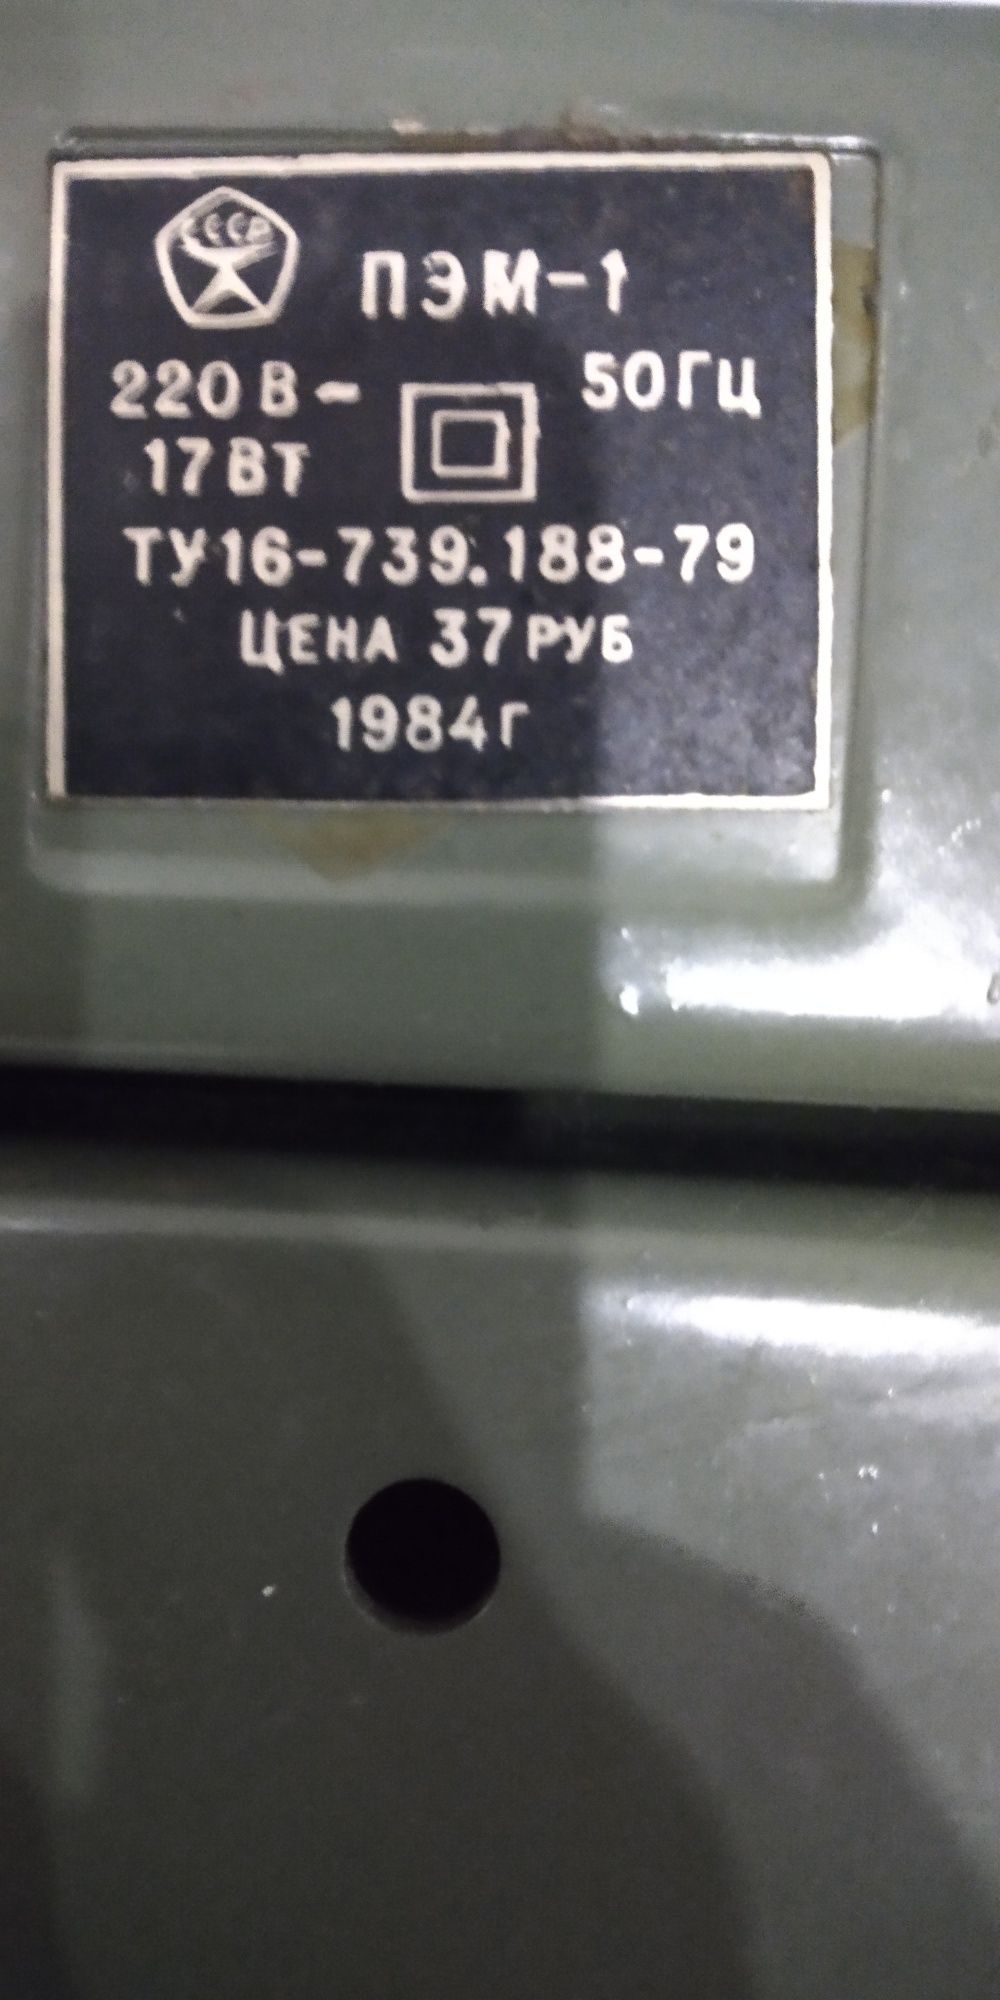 СССР
ПЭМ-1
220 В~ 50 Гц
17 Вт
ТУ16-739.188-79
ЦЕНА 37 РУБ
1984 г